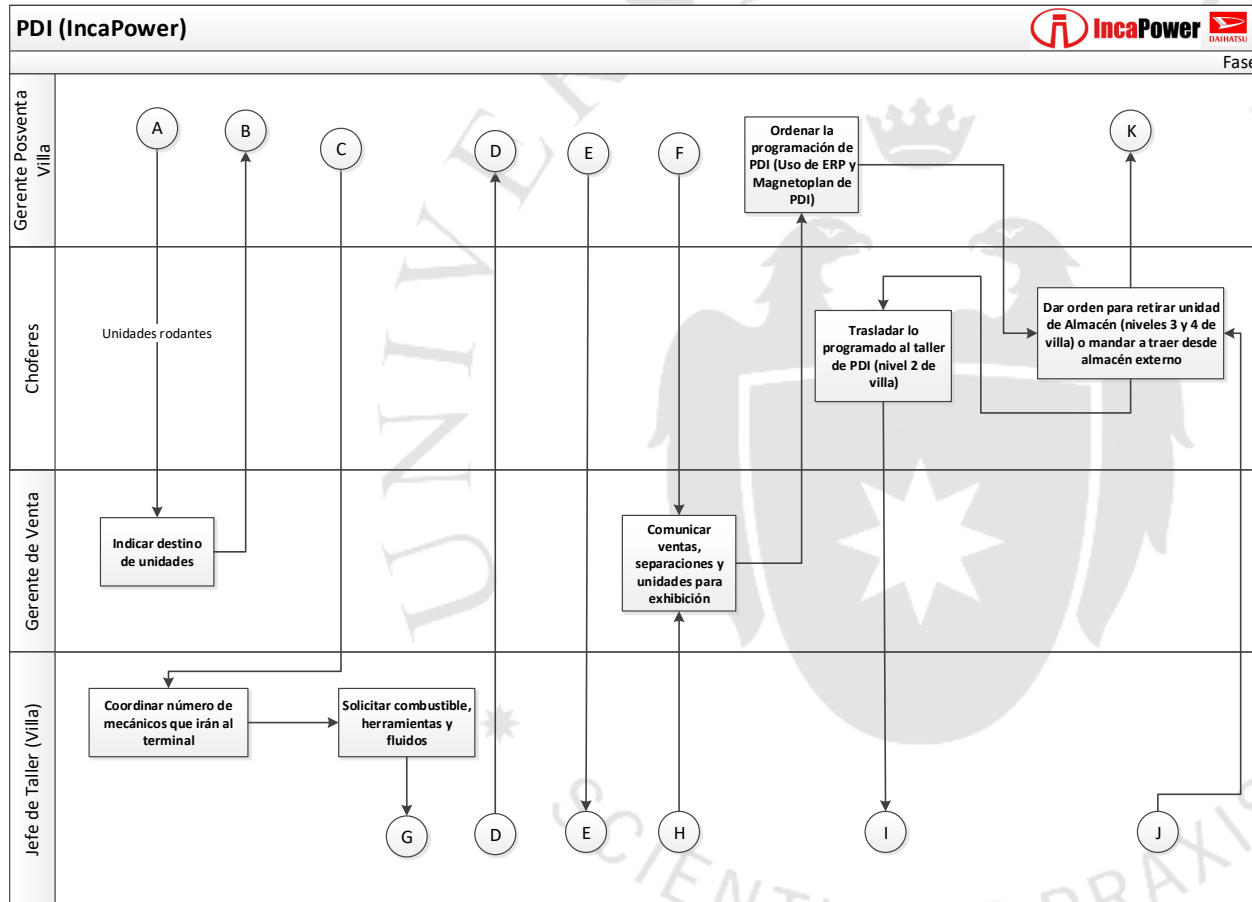 PDI (IncaPower)
IncaPower
DAIHATSU
Fase
Gerente Posventa
Villa
A
B
C
D
E
F
Ordenar la
programación de
PDI (Uso de ERP y
Magnetoplan de
PDI)
K
Choferes
Unidades rodantes
Trasladar lo
programado al taller
de PDI (nivel 2 de
villa)
Dar orden para retirar unidad
de Almacén (niveles 3 y 4 de
villa) o mandar a traer desde
almacén externo
Gerente de Venta
Indicar destino
de unidades
Comunicar
ventas,
separaciones y
unidades para
exhibición
Jefe de Taller (Villa)
Coordinar número de
mecánicos que irán al
terminal
Solicitar combustible,
herramientas y
fluidos
G
D
E
H
I
J
SCIENT
PRAXIS